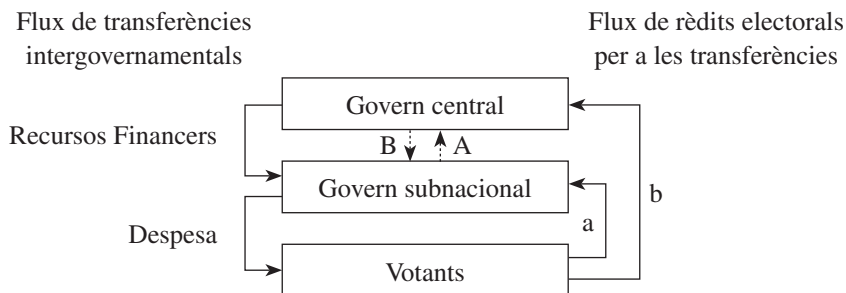 Flux de transferències
intergovernamentals
Flux de rèdits electorals
per a les transferències
Govern central
Recursos Financers
B
A
Govern subnacional
b
a
Despesa
Votants